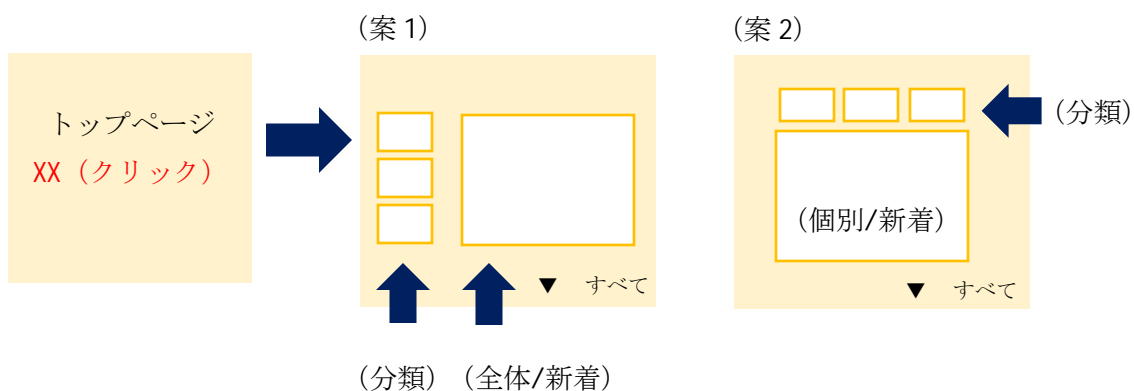 （案 1）
（案 2）
トップページ
XX（クリック）
（分類）
（個別/新着）
▼ すべて
▼ すべて
（分類）（全体/新着）